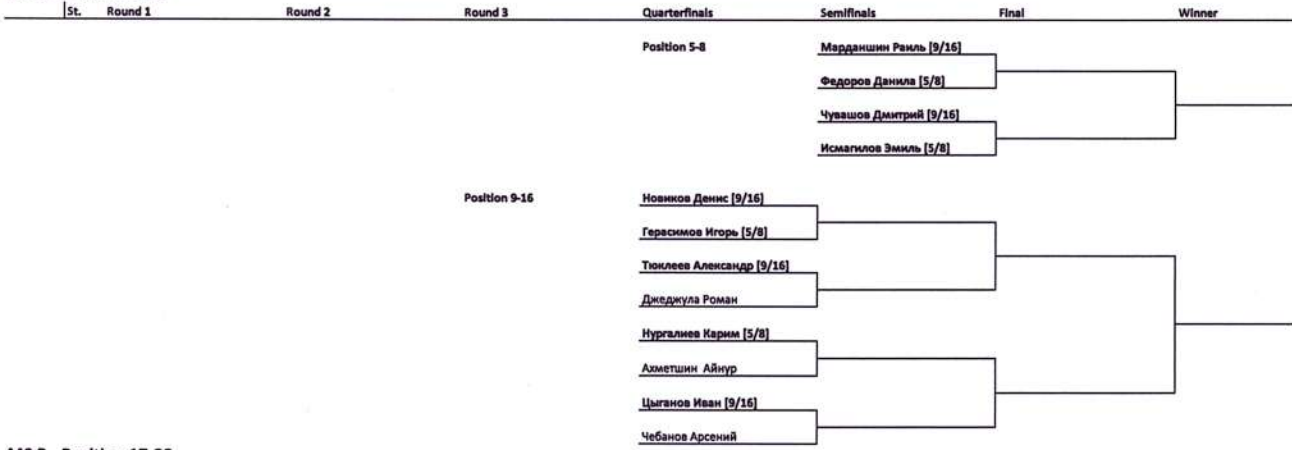 St. Round 1 Round 2 Round 3 Quarterfinals Semifinals Final Winner
Position 5-8 Марданшин Раиль [9/16]
Федоров Данила [5/8]
Чувашов Дмитрий [9/16]
Исмагилов Эмиль [5/8]
Position 9-16 Новиков Денис [9/16]
Герасимов Игорь [5/8]
Тюклеев Александр [9/16]
Джеджула Роман
Нургалиев Карим [5/8]
Ахметшин Айнур
Цыганов Иван [9/16]
Чебанов Арсений